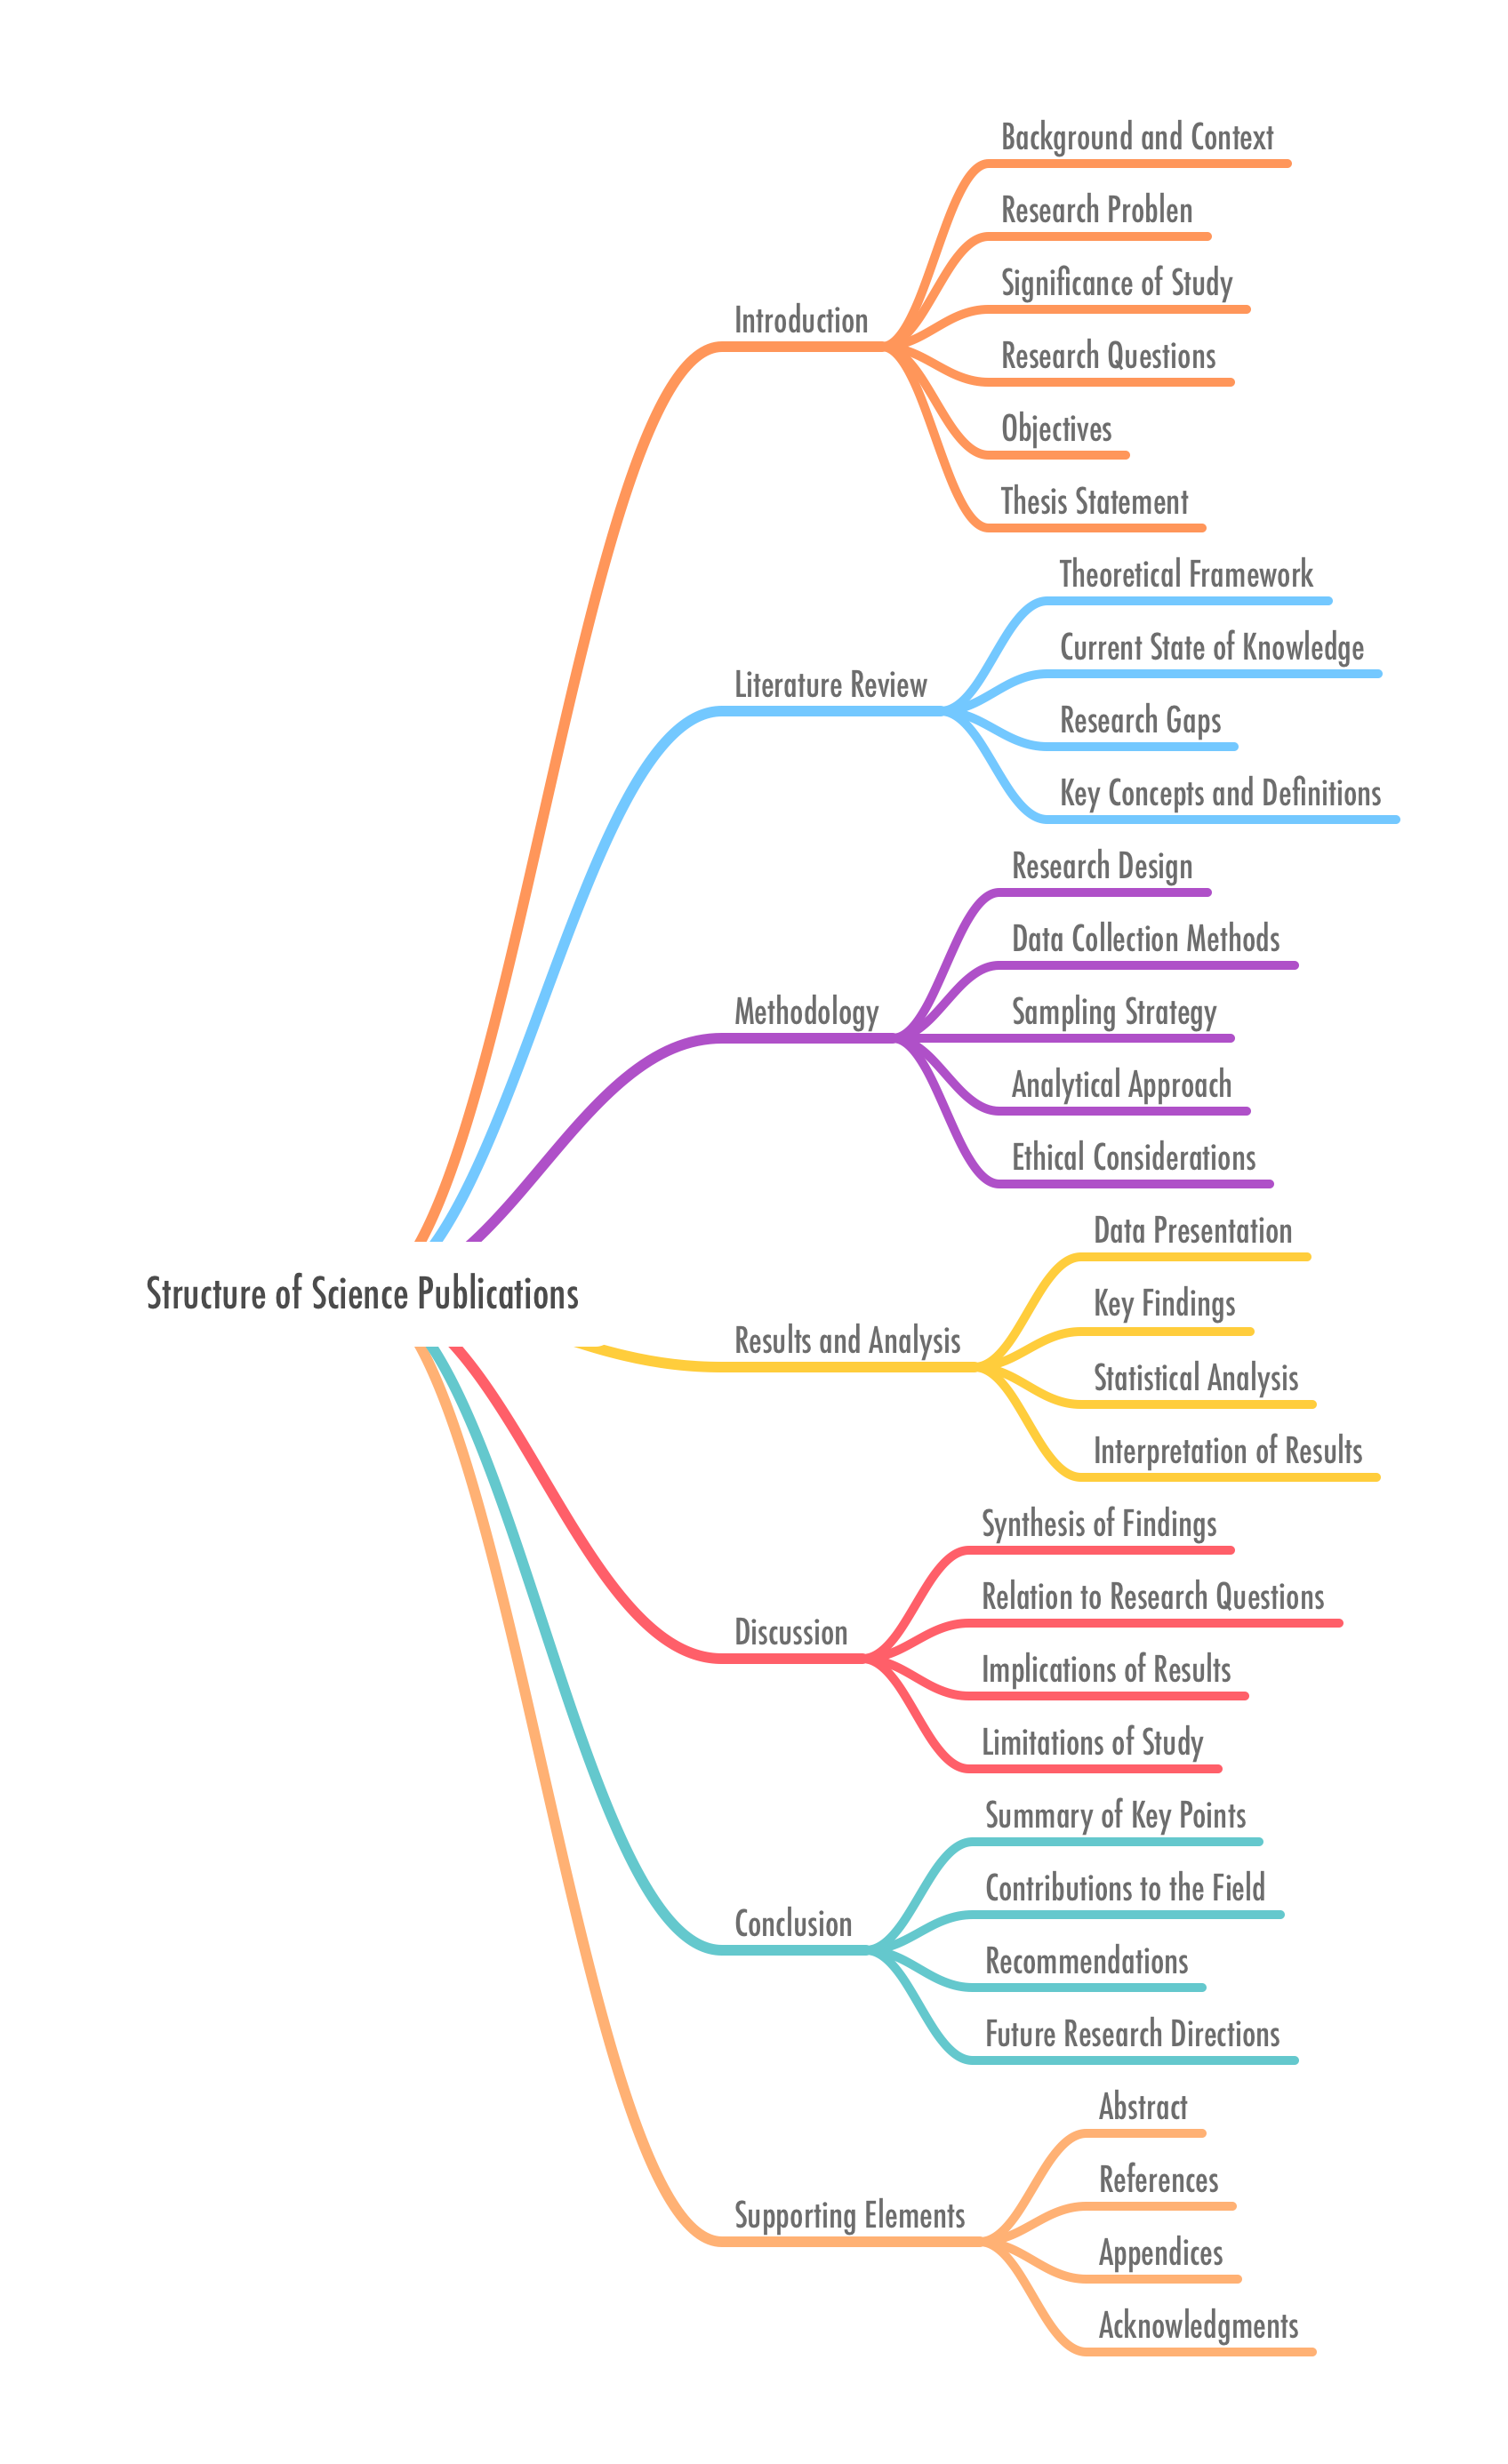 Structure of Science Publications
Introduction
Background and Context
Research Problen
Significance of Study
Research Questions
Objectives
Thesis Statement
Literature Review
Theoretical Framework
Current State of Knowledge
Research Gaps
Key Concepts and Definitions
Methodology
Research Design
Data Collection Methods
Sampling Strategy
Analytical Approach
Ethical Considerations
Results and Analysis
Data Presentation
Key Findings
Statistical Analysis
Interpretation of Results
Discussion
Synthesis of Findings
Relation to Research Questions
Implications of Results
Limitations of Study
Conclusion
Summary of Key Points
Contributions to the Field
Recommendations
Future Research Directions
Supporting Elements
Abstract
References
Appendices
Acknowledgments